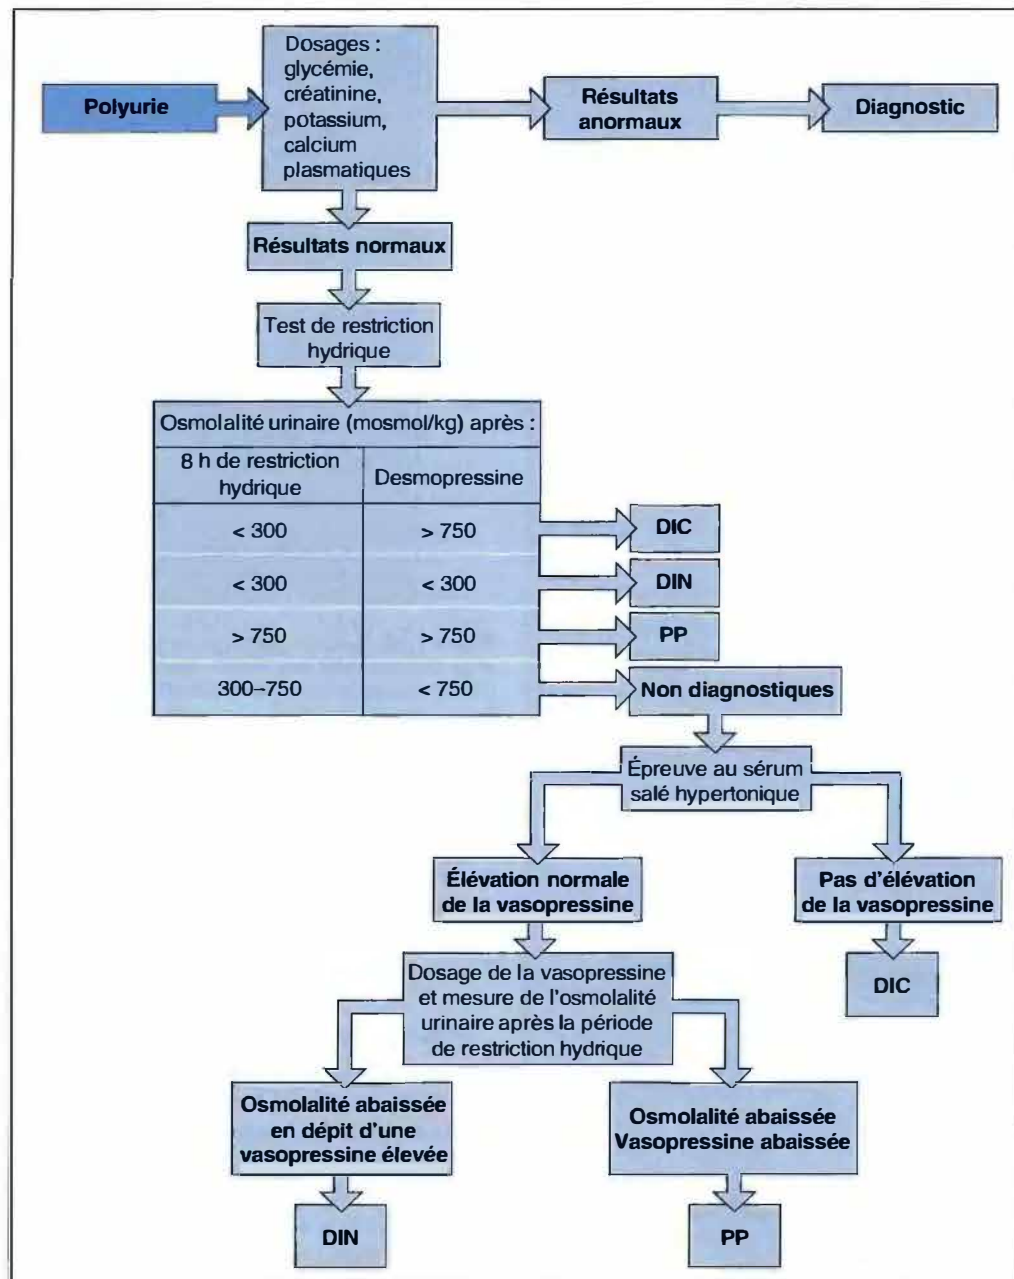 Dosages :
glycémie,
créatinine,
potassium,
calcium
plasmatiques
Polyurie
Résultats
anormaux
Diagnostic
Résultats normaux
Test de restriction
hydrique
Osmolalité urinaire (mosmol/kg) après :
8 h de restriction
hydrique
Desmopressine
< 300 > 750 DIC
< 300 < 300 DIN
> 750 > 750 PP
300–750 < 750 Non diagnostiques
Épreuve au sérum
salé hypertonique
Élévation normale
de la vasopressine
Pas d'élévation
de la vasopressine
Dosage de la vasopressine
et mesure de l'osmolalité
urinaire après la période
de restriction hydrique
DIC
Osmolalité abaissée
en dépit d'une
vasopressine élevée
Osmolalité abaissée
Vasopressine abaissée
DIN
PP